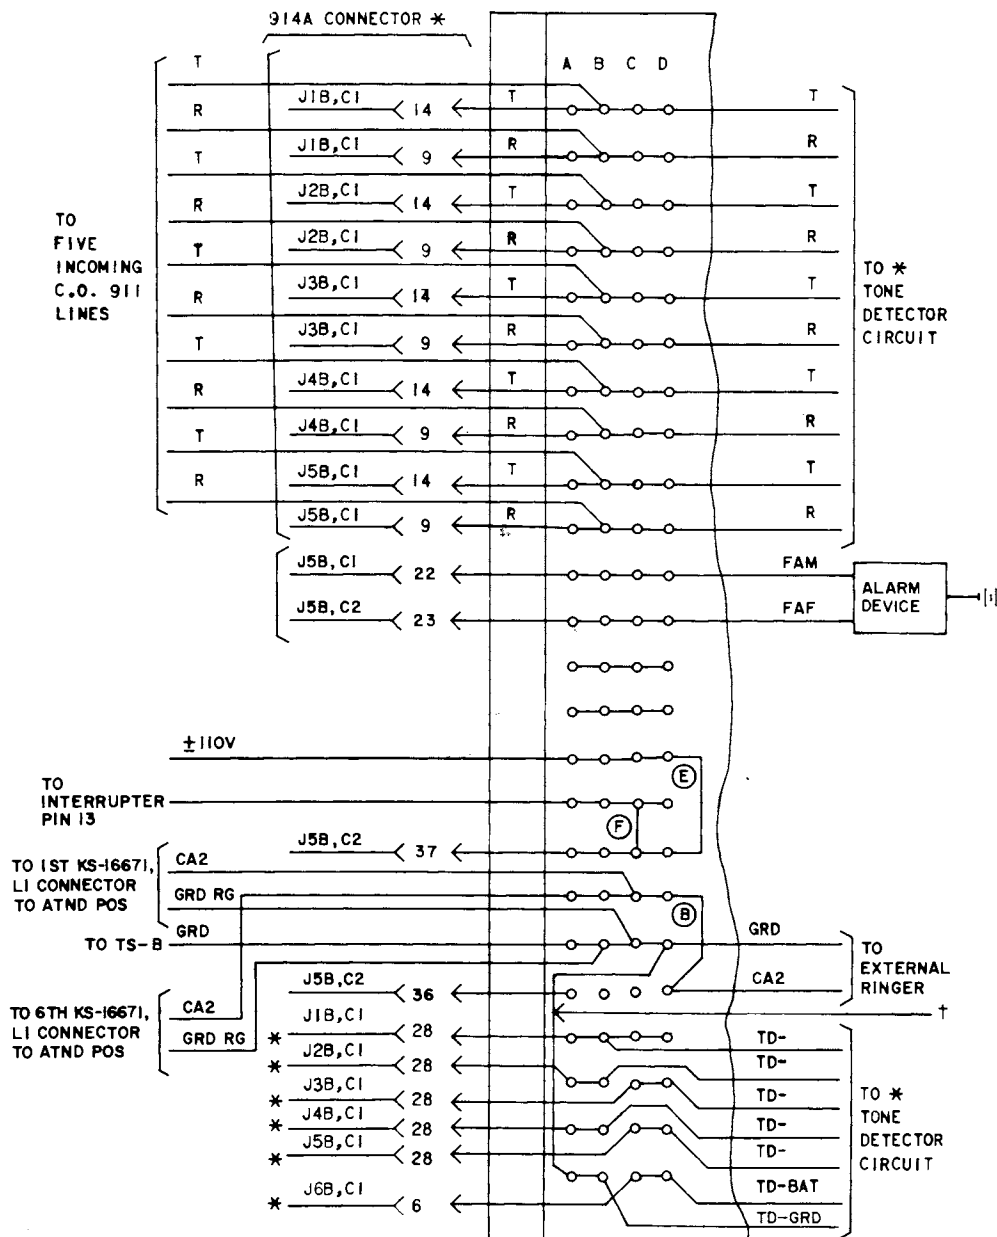 914A CONNECTOR *
A B C D
T
J1B,C1 14 T T
R
J1B,C1 9 R R
T
J2B,C1 14 T T
R
J2B,C1 9 R R
T
J3B,C1 14 T T
R
J3B,C1 9 R R
T
J4B,C1 14 T T
R
J4B,C1 9 R R
T
J5B,C1 14 T T
R
J5B,C1 9 R R
TO
FIVE
INCOMING
C.O. 911
LINES
TO *
TONE
DETECTOR
CIRCUIT
J5B,C1 22 FAM
J5B,C2 23 FAF
ALARM
DEVICE
±110V
E
TO
INTERRUPTER
PIN 13
F
J5B,C2 37
TO 1ST KS-16671,
L1 CONNECTOR
TO ATND POS
CA2
GRD RG
B
TO TS-B GRD GRD
J5B,C2 36 CA2
TO
EXTERNAL
RINGER
†
TO 6TH KS-16671,
L1 CONNECTOR
TO ATND POS
CA2
GRD RG
* J1B,C1 28 TD-
* J2B,C1 28 TD-
* J3B,C1 28 TD-
* J4B,C1 28 TD-
* J5B,C1 28 TD-
* J6B,C1 6 TD-BAT
TD-GRD
TO *
TONE
DETECTOR
CIRCUIT